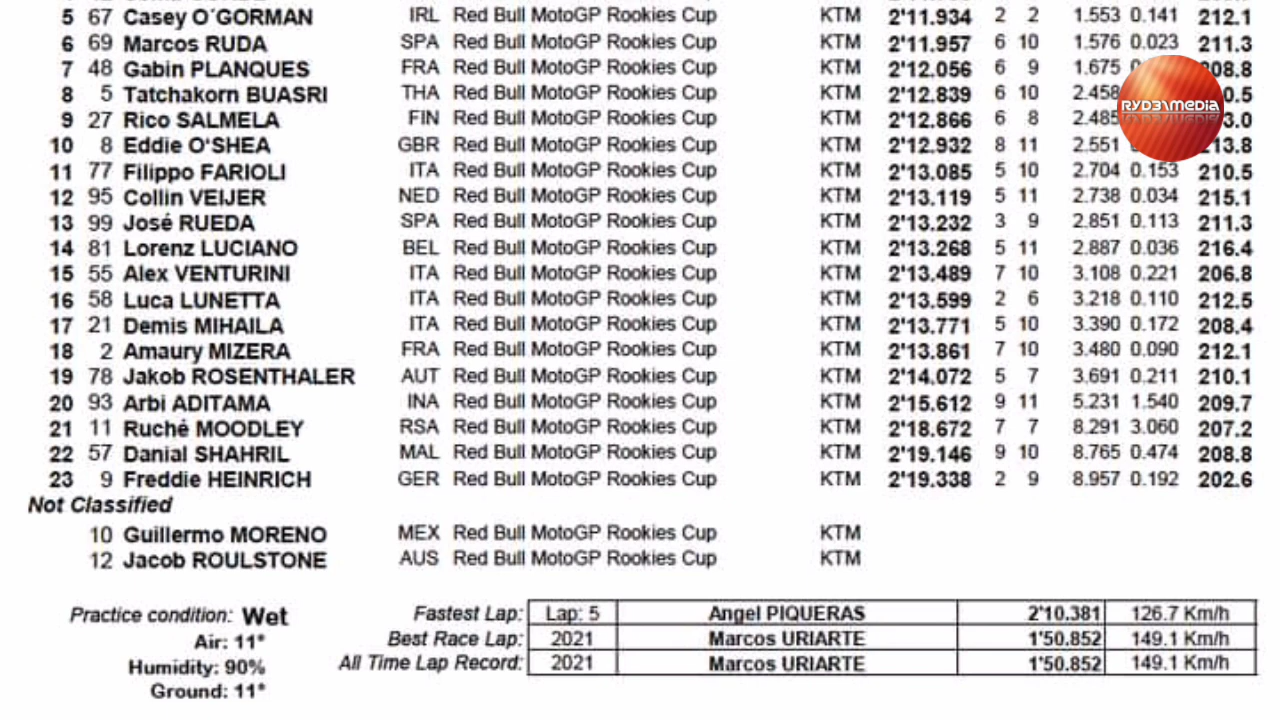 5 67 Casey O´GORMAN IRL Red Bull MotoGP Rookies Cup KTM 2'11.934 2 2 1.553 0.141 212.1
6 69 Marcos RUDA SPA Red Bull MotoGP Rookies Cup KTM 2'11.957 6 10 1.576 0.023 211.3
7 48 Gabin PLANQUES FRA Red Bull MotoGP Rookies Cup KTM 2'12.056 6 9 1.675
8 5 Tatchakorn BUASRI THA Red Bull MotoGP Rookies Cup KTM 2'12.839 6 10 2.458
9 27 Rico SALMELA FIN Red Bull MotoGP Rookies Cup KTM 2'12.866 6 8 2.485
10 8 Eddie O'SHEA GBR Red Bull MotoGP Rookies Cup KTM 2'12.932 8 11 2.551 213.8
11 77 Filippo FARIOLI ITA Red Bull MotoGP Rookies Cup KTM 2'13.085 5 10 2.704 0.153 210.5
12 95 Collin VEIJER NED Red Bull MotoGP Rookies Cup KTM 2'13.119 5 11 2.738 0.034 215.1
13 99 José RUEDA SPA Red Bull MotoGP Rookies Cup KTM 2'13.232 3 9 2.851 0.113 211.3
14 81 Lorenz LUCIANO BEL Red Bull MotoGP Rookies Cup KTM 2'13.268 5 11 2.887 0.036 216.4
15 55 Alex VENTURINI ITA Red Bull MotoGP Rookies Cup KTM 2'13.489 7 10 3.108 0.221 206.8
16 58 Luca LUNETTA ITA Red Bull MotoGP Rookies Cup KTM 2'13.599 2 6 3.218 0.110 212.5
17 21 Demis MIHAILA ITA Red Bull MotoGP Rookies Cup KTM 2'13.771 5 10 3.390 0.172 208.4
18 2 Amaury MIZERA FRA Red Bull MotoGP Rookies Cup KTM 2'13.861 7 10 3.480 0.090 212.1
19 78 Jakob ROSENTHALER AUT Red Bull MotoGP Rookies Cup KTM 2'14.072 5 7 3.691 0.211 210.1
20 93 Arbi ADITAMA INA Red Bull MotoGP Rookies Cup KTM 2'15.612 9 11 5.231 1.540 209.7
21 11 Ruché MOODLEY RSA Red Bull MotoGP Rookies Cup KTM 2'18.672 7 7 8.291 3.060 207.2
22 57 Danial SHAHRIL MAL Red Bull MotoGP Rookies Cup KTM 2'19.146 9 10 8.765 0.474 208.8
23 9 Freddie HEINRICH GER Red Bull MotoGP Rookies Cup KTM 2'19.338 2 9 8.957 0.192 202.6
Not Classified
10 Guillermo MORENO MEX Red Bull MotoGP Rookies Cup KTM
12 Jacob ROULSTONE AUS Red Bull MotoGP Rookies Cup KTM
Practice condition: Wet
Air: 11°
Humidity: 90%
Ground: 11°
Fastest Lap: Lap: 5 Angel PIQUERAS 2'10.381 126.7 Km/h
Best Race Lap: 2021 Marcos URIARTE 1'50.852 149.1 Km/h
All Time Lap Record: 2021 Marcos URIARTE 1'50.852 149.1 Km/h
RYD3\MEDIA